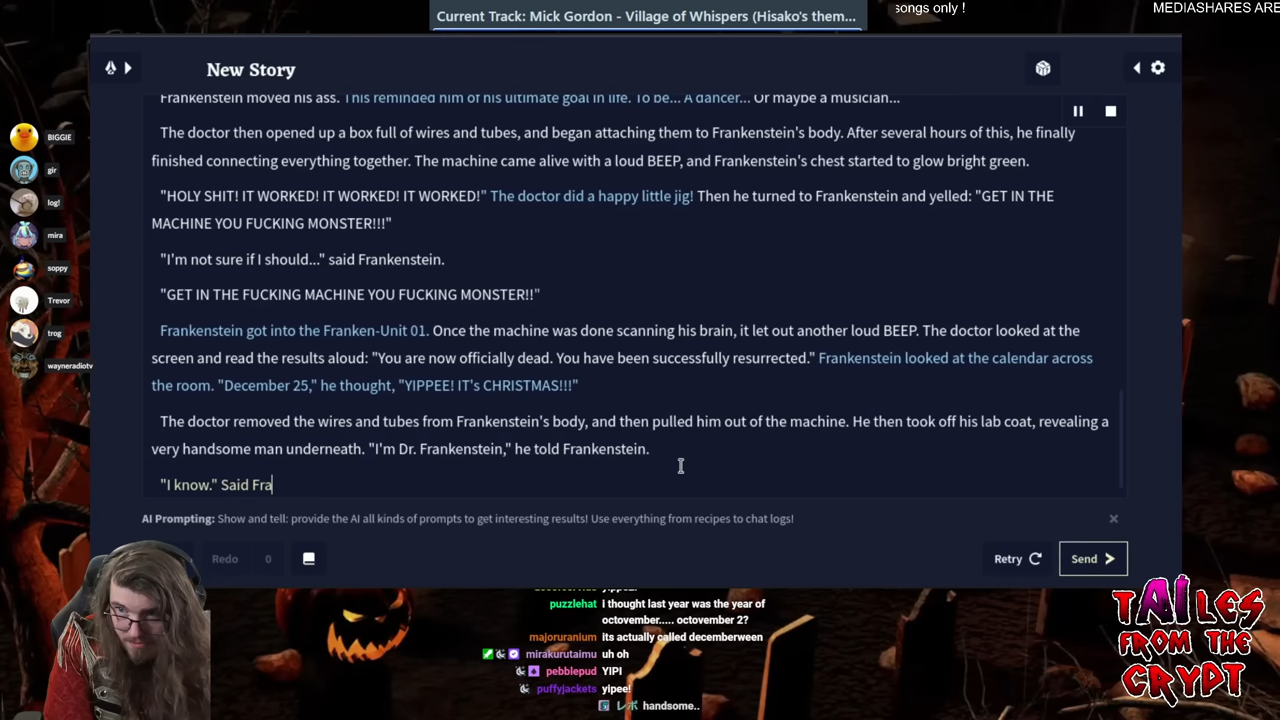 Current Track: Mick Gordon - Village of Whispers (Hisako's them...
songs only !
MEDIASHARES ARE
New Story
Frankenstein moved his ass. This reminded him of his ultimate goal in life. To be... A dancer... Or maybe a musician...
The doctor then opened up a box full of wires and tubes, and began attaching them to Frankenstein's body. After several hours of this, he finally
finished connecting everything together. The machine came alive with a loud BEEP, and Frankenstein's chest started to glow bright green.
"HOLY SHIT! IT WORKED! IT WORKED! IT WORKED!" The doctor did a happy little jig! Then he turned to Frankenstein and yelled: "GET IN THE
MACHINE YOU FUCKING MONSTER!!!"
"I'm not sure if I should..." said Frankenstein.
"GET IN THE FUCKING MACHINE YOU FUCKING MONSTER!!"
Frankenstein got into the Franken-Unit 01. Once the machine was done scanning his brain, it let out another loud BEEP. The doctor looked at the
screen and read the results aloud: "You are now officially dead. You have been successfully resurrected." Frankenstein looked at the calendar across
the room. "December 25," he thought, "YIPPEE! IT's CHRISTMAS!!!"
The doctor removed the wires and tubes from Frankenstein's body, and then pulled him out of the machine. He then took off his lab coat, revealing a
very handsome man underneath. "I'm Dr. Frankenstein," he told Frankenstein.
"I know." Said Fra
AI Prompting: Show and tell: provide the AI all kinds of prompts to get interesting results! Use everything from recipes to chat logs!
Redo 0
Retry
Send
BIGGIE
gir
log!
mira
soppy
Trevor
trog
wayneradiotv
puzzlehat i thought last year was the year of
octovember..... octovember 2?
majoruranium its actually called decemberween
mirakurutaimu uh oh
pebblepud YIPI
puffyjackets yipee!
レポ handsome..
TAILES
FROM THE
CRYPT